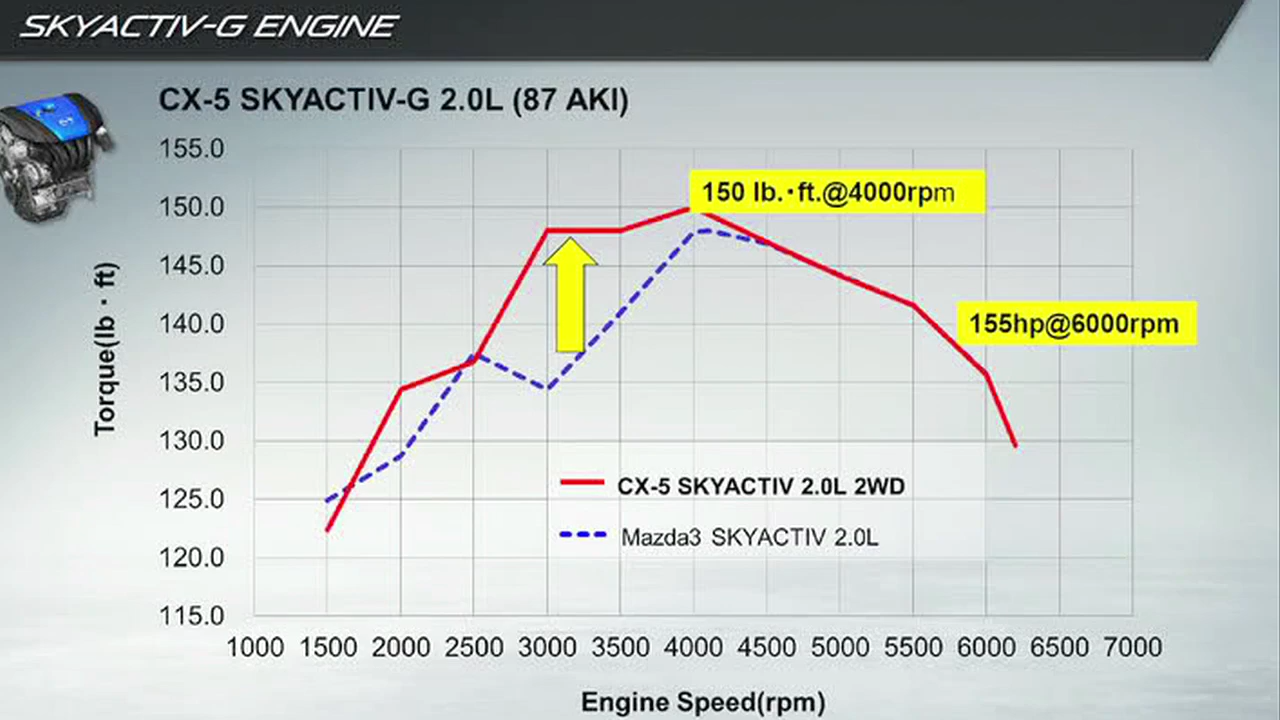 SKYACTIV-G ENGINE
CX-5 SKYACTIV-G 2.0L (87 AKI)
155.0
150.0
145.0
140.0
135.0
130.0
125.0
120.0
115.0
Torque(lb・ft)
150 lb.・ft.@4000rpm
155hp@6000rpm
CX-5 SKYACTIV 2.0L 2WD
Mazda3 SKYACTIV 2.0L
1000 1500 2000 2500 3000 3500 4000 4500 5000 5500 6000 6500 7000
Engine Speed(rpm)